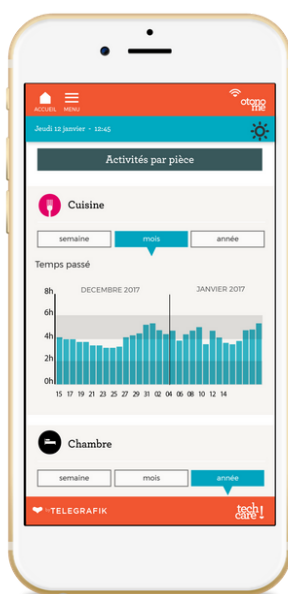 otono
me
ACCUEIL MENU
Jeudi 12 janvier - 12:45
Activités par pièce
Cuisine
semaine mois année
Temps passé
8h DECEMBRE 2017 JANVIER 2017
6h
4h
2h
0h
15 17 19 21 23 25 27 29 31 02 04 06 08 10 12 14
Chambre
semaine mois année
by TELEGRAFIK
tech
care!